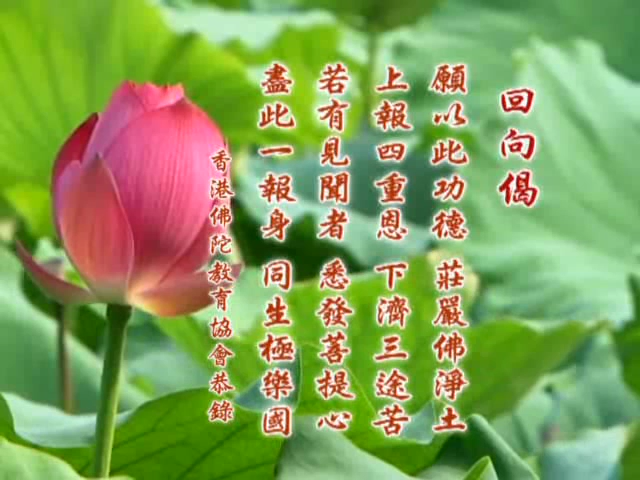 回向偈
願以此功德 莊嚴佛淨土
上報四重恩 下濟三途苦
若有見聞者 悉發菩提心
盡此一報身 同生極樂國
香港佛陀教育協會恭錄